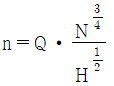 n = Q · N^{3/4} / H^{1/2}